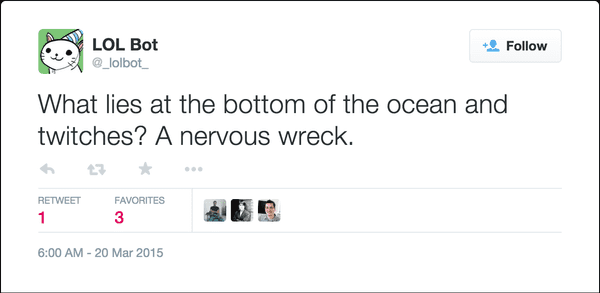 LOL Bot
@_lolbot_
Follow
What lies at the bottom of the ocean and
twitches? A nervous wreck.
RETWEET FAVORITES
1 3
6:00 AM - 20 Mar 2015